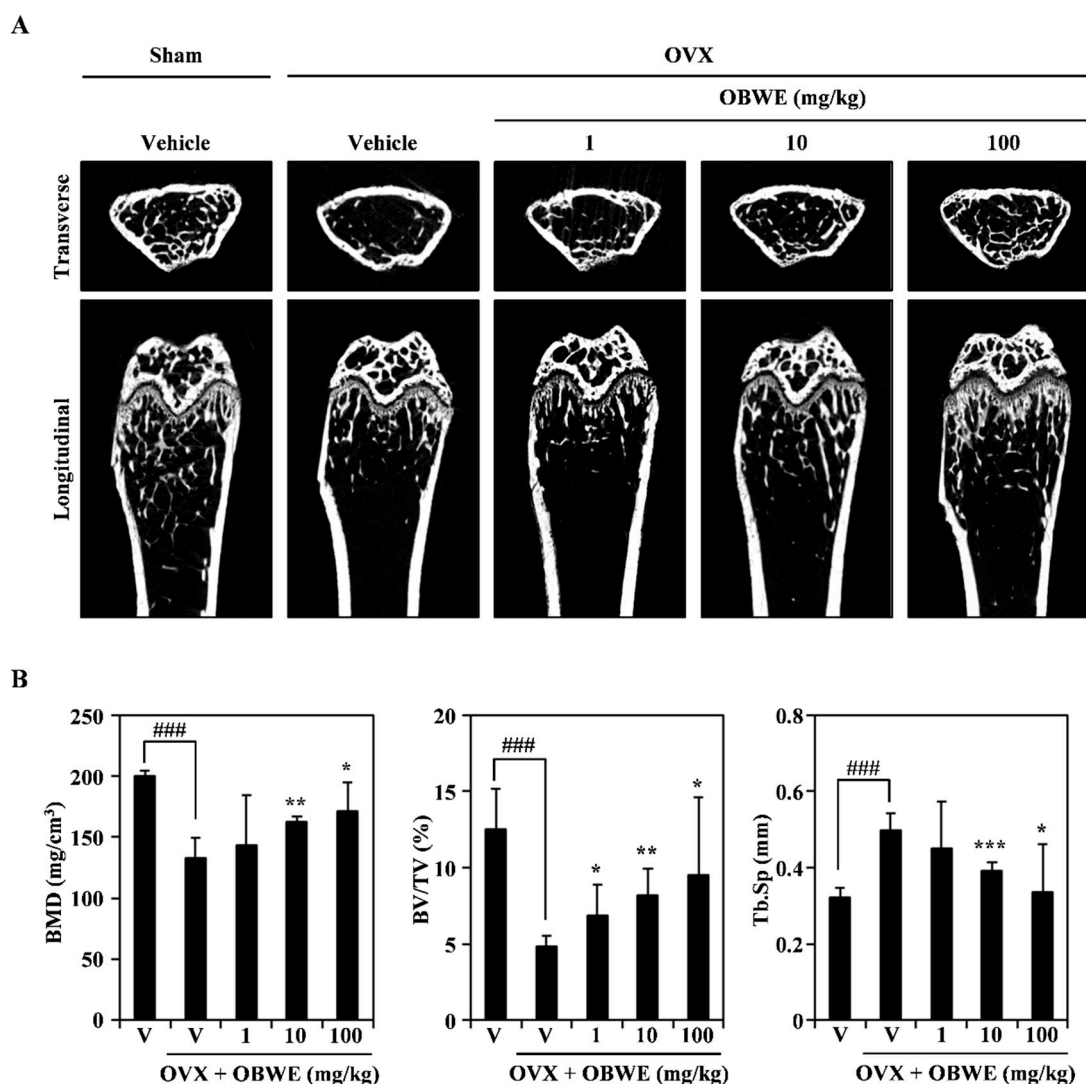 A
Sham OVX
OBWE (mg/kg)
Vehicle Vehicle 1 10 100
Transverse
Longitudinal
B
BMD (mg/cm³)
250
200
150
100
50
0
###
**
*
V V 1 10 100
OVX + OBWE (mg/kg)
BV/TV (%)
20
15
10
5
0
###
*
**
*
V V 1 10 100
OVX + OBWE (mg/kg)
Tb.Sp (mm)
0.8
0.6
0.4
0.2
0
###
***
*
V V 1 10 100
OVX + OBWE (mg/kg)